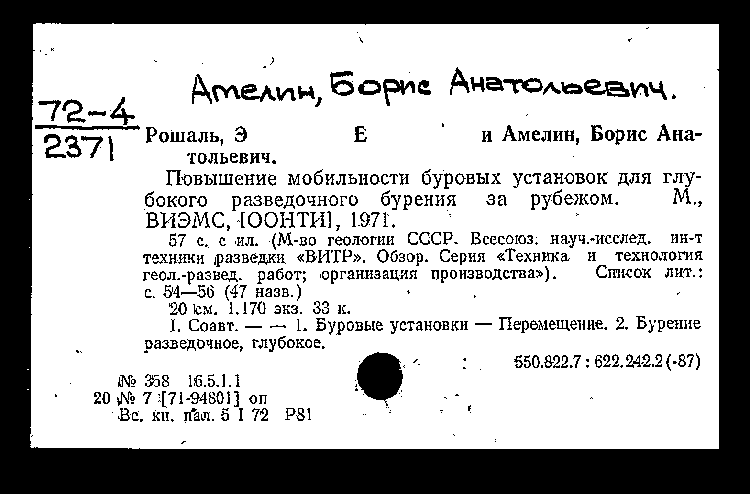 Амелин, Борис Анатольевич.
72-4
2371
Рошаль, Э Е и Амелин, Борис Ана-
тольевич.
Повышение мобильности буровых установок для глу-
бокого разведочного бурения за рубежом. М.,
ВИЭМС, [ООНТИ], 1971.
57 с. с ил. (М-во геологии СССР. Всесоюз. науч.-исслед. ин-т
техники разведки «ВИТР». Обзор. Серия «Техника и технология
геол.-развед. работ; организация производства»). Список лит.:
с. 54—56 (47 назв.)
20 см. 1.170 экз. 33 к.
1. Соавт. — — 1. Буровые установки — Перемещение. 2. Бурение
разведочное, глубокое.
550.822.7 : 622.242.2 (-87)
№ 358 16.5.1.1
20 № 7 [71-94801] оп
Вс. кн. пал. 5 I 72 Р81